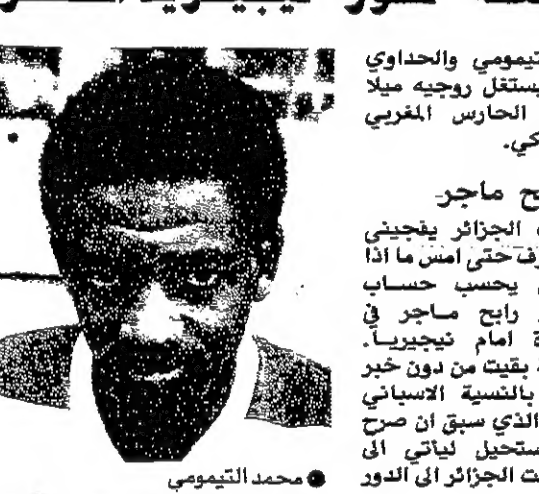 تيمومي والحداوي
يستغل روجيه ميلا
الحارس المغربي
كي.
ح ماجر
الجزائر يفجيني
رف حتى امس ما اذا
يحسب حساب
رابح ماجر في
ة امام نيجيريا.
بقيت من دون خبر
بالنسبة الاسباني
الذي سبق ان صرح
ستحيل ليأتي الى
ت الجزائر الى الدور
محمد التيمومي